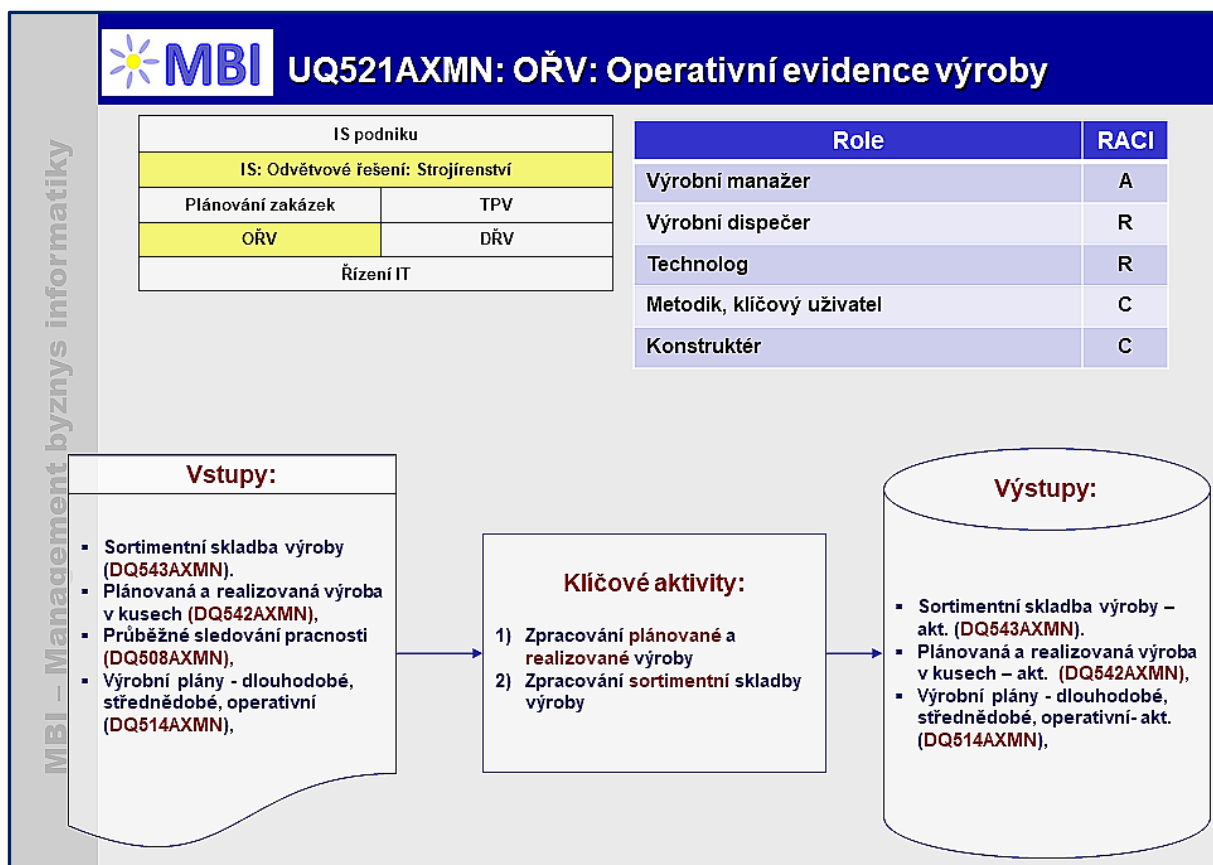 MBI
UQ521AXMN: OŘV: Operativní evidence výroby
MBI – Management byznys informatiky
IS podniku
IS: Odvětvové řešení: Strojírenství
Plánování zakázek TPV
OŘV DŘV
Řízení IT
Role RACI
Výrobní manažer A
Výrobní dispečer R
Technolog R
Metodik, klíčový uživatel C
Konstruktér C
Vstupy:
▪ Sortimentní skladba výroby
(DQ543AXMN).
▪ Plánovaná a realizovaná výroba
v kusech (DQ542AXMN),
▪ Průběžné sledování pracnosti
(DQ508AXMN),
▪ Výrobní plány - dlouhodobé,
střednědobé, operativní
(DQ514AXMN),
Klíčové aktivity:
1) Zpracování plánované a
realizované výroby
2) Zpracování sortimentní skladby
výroby
Výstupy:
▪ Sortimentní skladba výroby –
akt. (DQ543AXMN).
▪ Plánovaná a realizovaná výroba
v kusech – akt. (DQ542AXMN),
▪ Výrobní plány - dlouhodobé,
střednědobé, operativní- akt.
(DQ514AXMN),